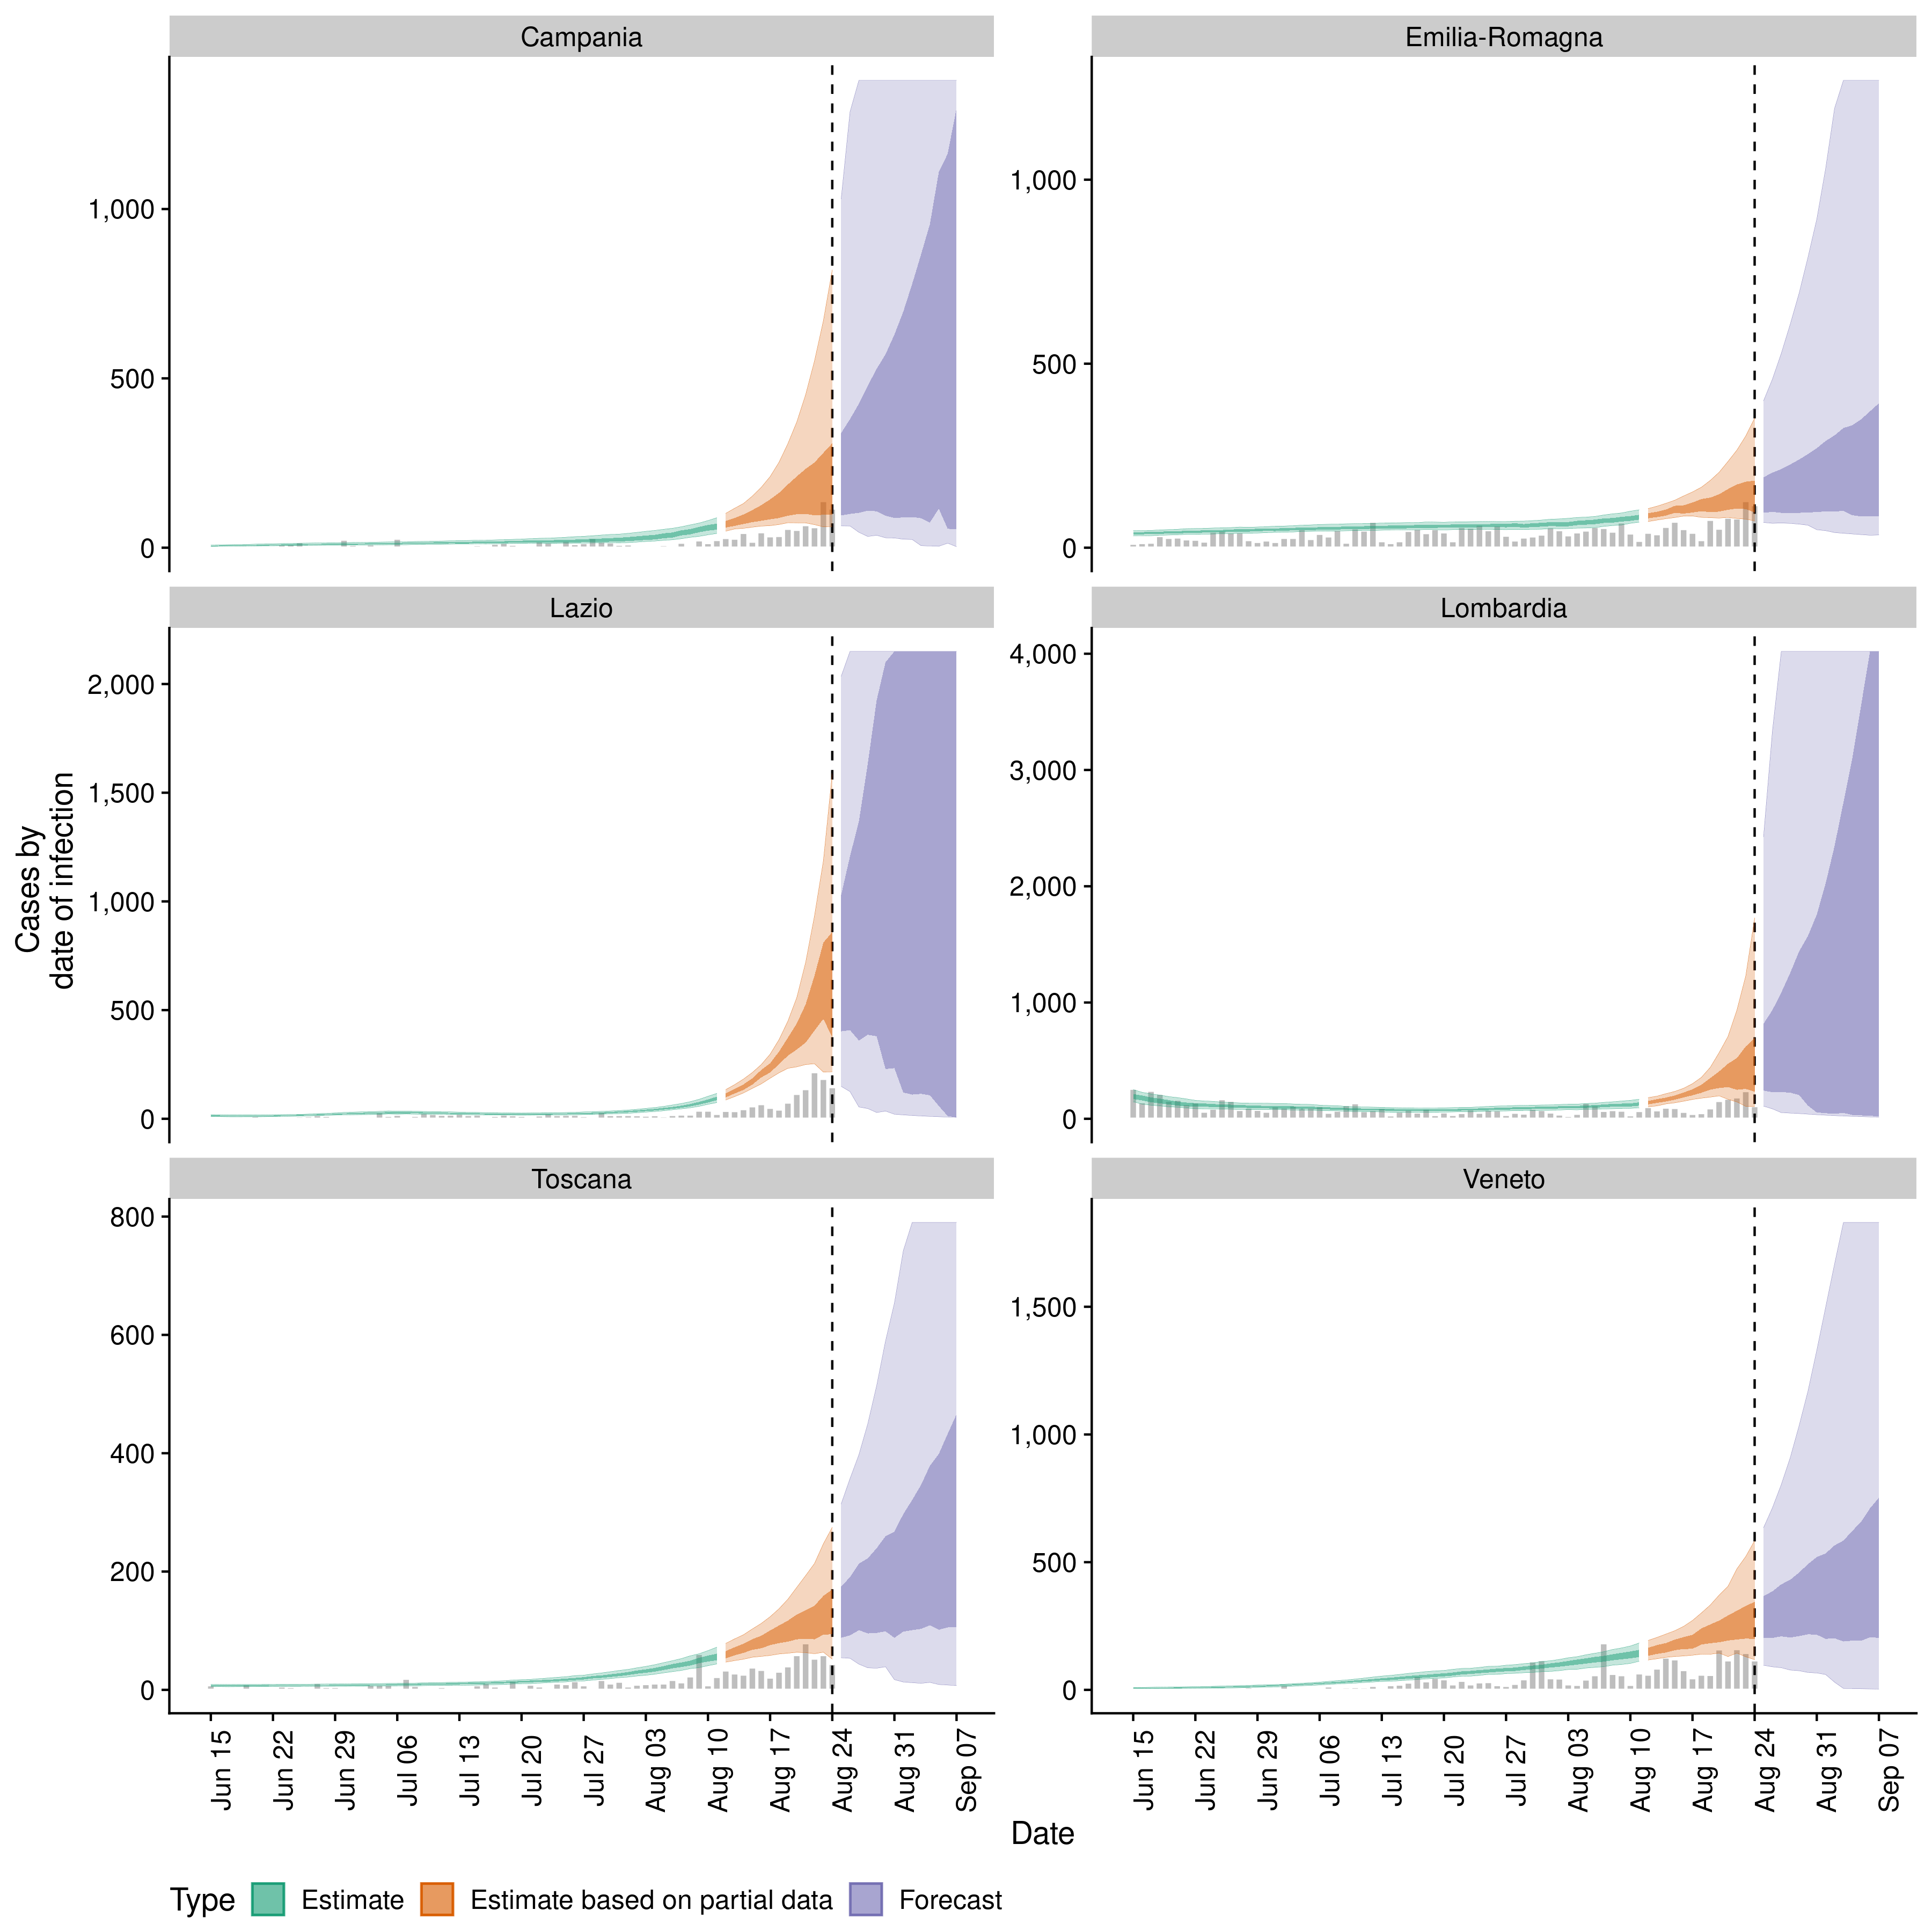 Campania
Emilia-Romagna
1,000
500
0
1,000
500
0
Lazio
Lombardia
2,000
1,500
1,000
500
0
4,000
3,000
2,000
1,000
0
Toscana
Veneto
800
600
400
200
0
1,500
1,000
500
0
Cases by
date of infection
Jun 15
Jun 22
Jun 29
Jul 06
Jul 13
Jul 20
Jul 27
Aug 03
Aug 10
Aug 17
Aug 24
Aug 31
Sep 07
Jun 15
Jun 22
Jun 29
Jul 06
Jul 13
Jul 20
Jul 27
Aug 03
Aug 10
Aug 17
Aug 24
Aug 31
Sep 07
Date
Type Estimate Estimate based on partial data Forecast